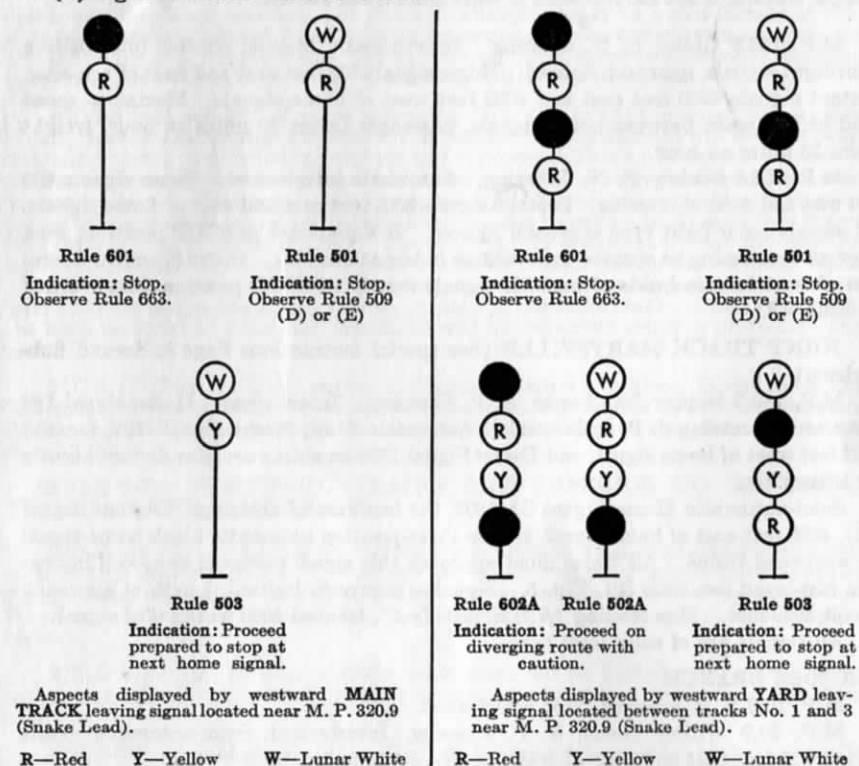 R
Rule 601
Indication: Stop.
Observe Rule 663.
W
R
Rule 501
Indication: Stop.
Observe Rule 509
(D) or (E)
W
Y
Rule 503
Indication: Proceed
prepared to stop at
next home signal.
Aspects displayed by westward MAIN
TRACK leaving signal located near M. P. 320.9
(Snake Lead).
R—Red Y—Yellow W—Lunar White
R
R
Rule 601
Indication: Stop.
Observe Rule 663.
W
R
R
Rule 501
Indication: Stop.
Observe Rule 509
(D) or (E)
R
Y
Rule 602A
W
R
Y
Rule 502A
Indication: Proceed on
diverging route with
caution.
W
Y
R
Rule 503
Indication: Proceed
prepared to stop at
next home signal.
Aspects displayed by westward YARD leav-
ing signal located between tracks No. 1 and 3
near M. P. 320.9 (Snake Lead).
R—Red Y—Yellow W—Lunar White